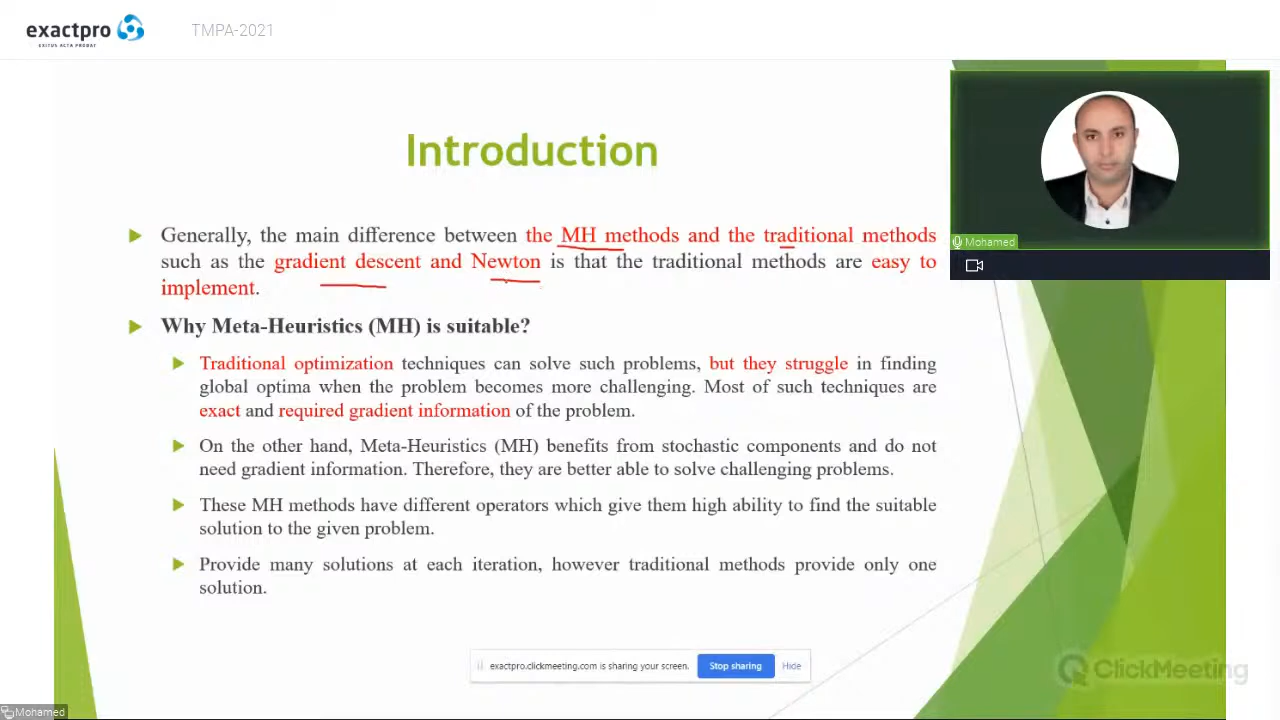 exactpro
EXITUS ACTA PROBAT
TMPA-2021
Introduction
Generally, the main difference between the MH methods and the traditional methods
such as the gradient descent and Newton is that the traditional methods are easy to
implement.
Why Meta-Heuristics (MH) is suitable?
Traditional optimization techniques can solve such problems, but they struggle in finding
global optima when the problem becomes more challenging. Most of such techniques are
exact and required gradient information of the problem.
On the other hand, Meta-Heuristics (MH) benefits from stochastic components and do not
need gradient information. Therefore, they are better able to solve challenging problems.
These MH methods have different operators which give them high ability to find the suitable
solution to the given problem.
Provide many solutions at each iteration, however traditional methods provide only one
solution.
Mohamed
exactpro.clickmeeting.com is sharing your screen.
Stop sharing
Hide
ClickMeeting
Mohamed